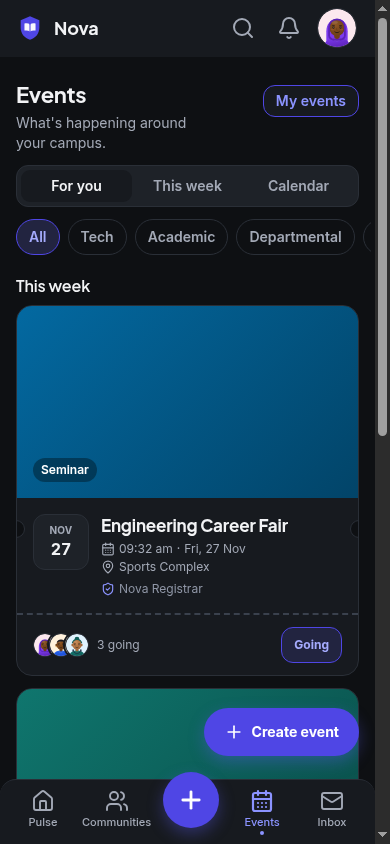 Nova
Events
My events
What's happening around
your campus.
For you
This week
Calendar
All
Tech
Academic
Departmental
This week
Seminar
NOV
27
Engineering Career Fair
09:32 am · Fri, 27 Nov
Sports Complex
Nova Registrar
3 going
Going
Create event
Pulse
Communities
Events
Inbox